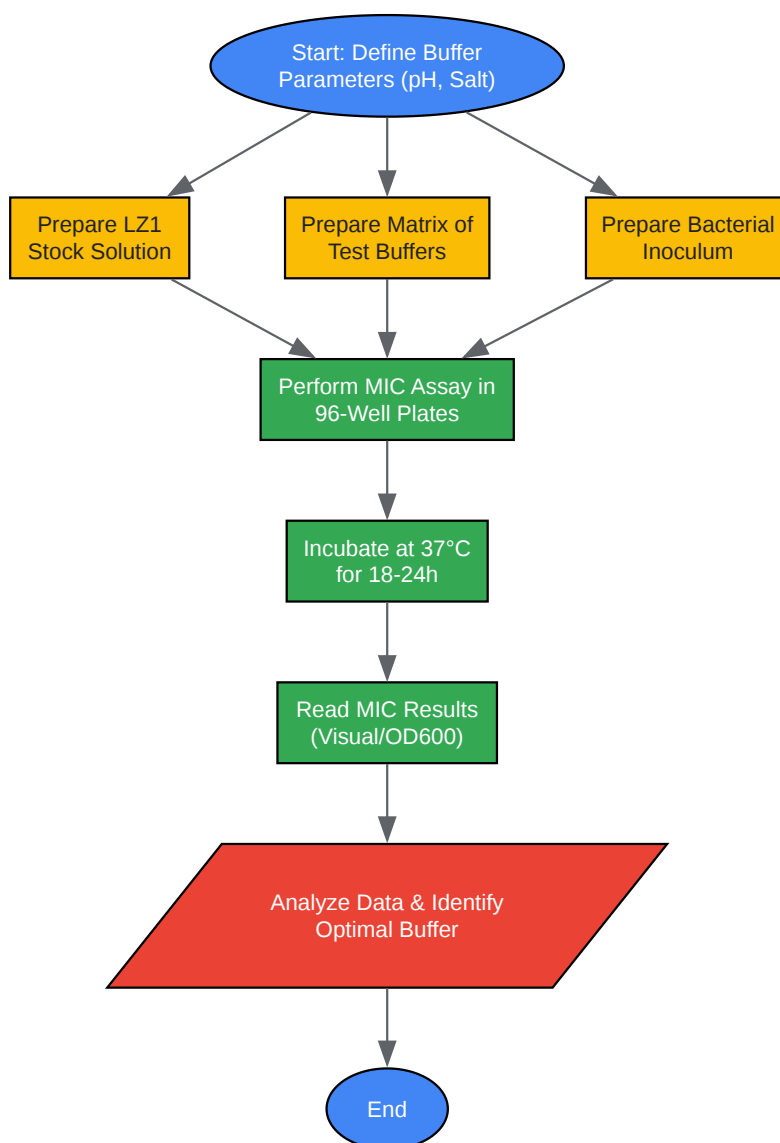 Start: Define Buffer
Parameters (pH, Salt)
Prepare LZ1
Stock Solution
Prepare Matrix of
Test Buffers
Prepare Bacterial
Inoculum
Perform MIC Assay in
96-Well Plates
Incubate at 37°C
for 18-24h
Read MIC Results
(Visual/OD600)
Analyze Data & Identify
Optimal Buffer
End